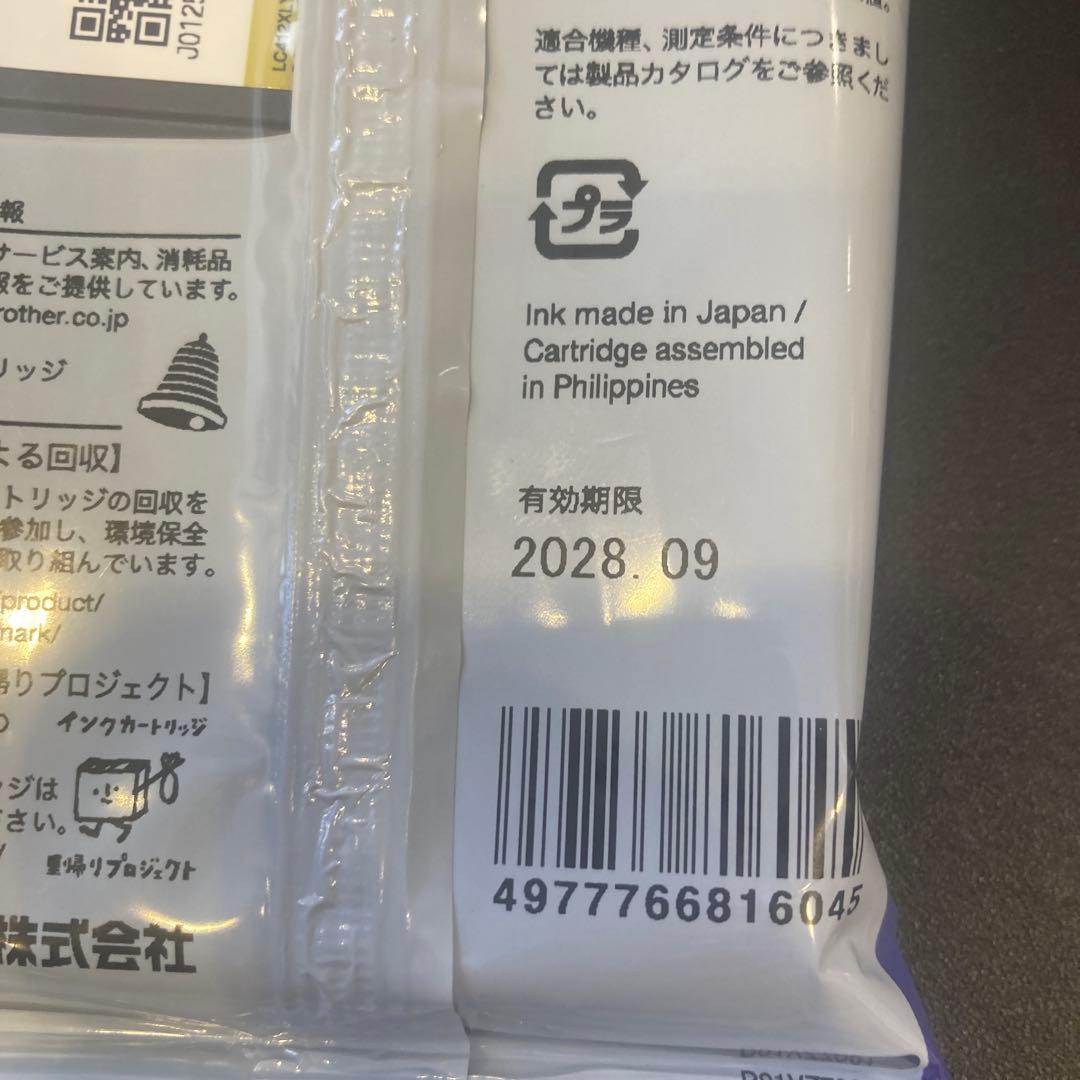 J0125
LC412XL
報
サービス案内、消耗品
報をご提供しています。
rother.co.jp
リッジ
よる回収】
トリッジの回収を
参加し、環境保全
取り組んでいます。
product/
mark/
帰りプロジェクト】
の インクカートリッジ
ッジは
ださい。
里帰りプロジェクト
株式会社
適合機種、測定条件につきまし
ては製品カタログをご参照くだ
さい。
プラ
Ink made in Japan /
Cartridge assembled
in Philippines
有効期限
2028. 09
4977766816045